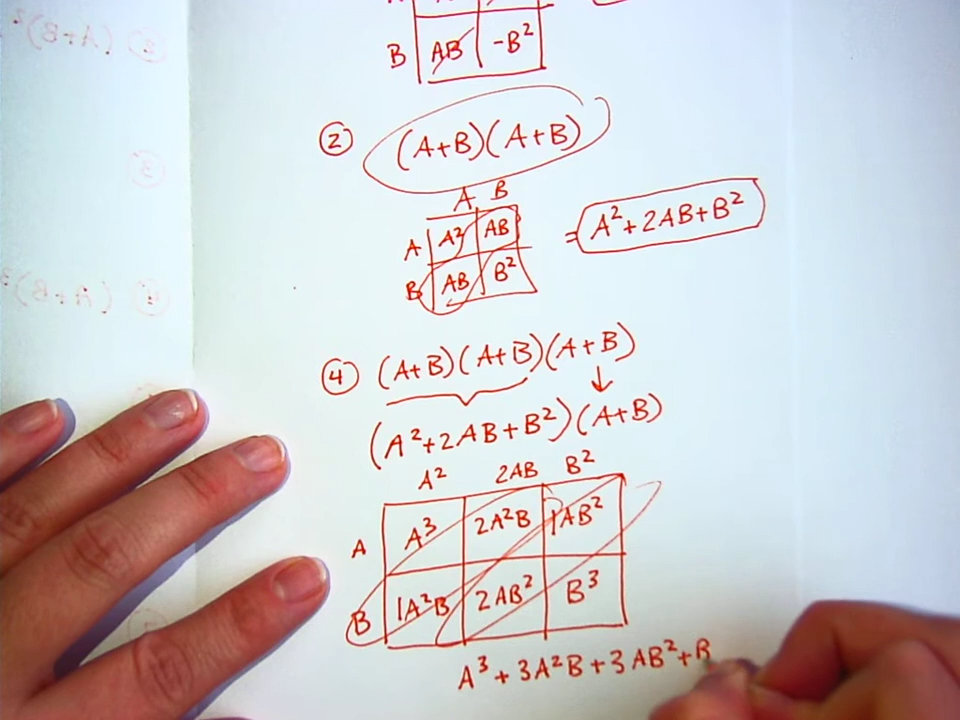 B AB -B²
② (A+B)(A+B)
A B
A A² AB = A²+2AB+B²
B AB B²
④ (A+B)(A+B)(A+B)
(A²+2AB+B²)(A+B)
A² 2AB B²
A A³ 2A²B 1AB²
B 1A²B 2AB² B³
A³+3A²B+3AB²+B